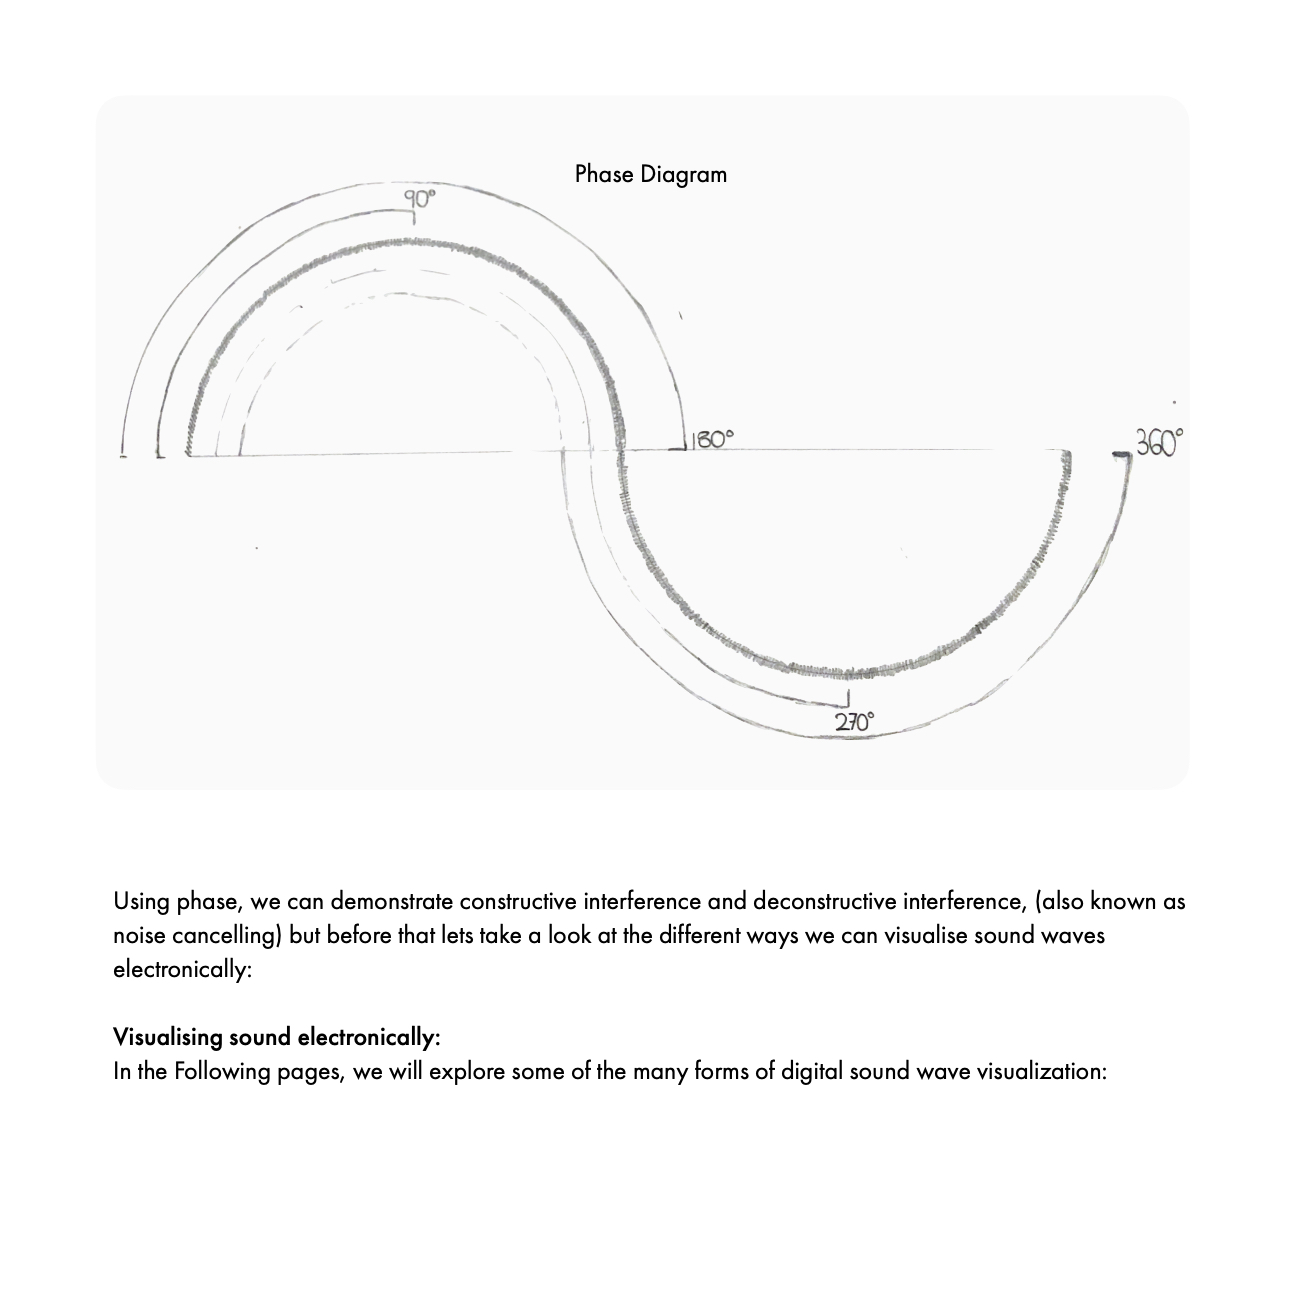 Phase Diagram
90°
180°
360°
270°
Using phase, we can demonstrate constructive interference and deconstructive interference, (also known as
noise cancelling) but before that lets take a look at the different ways we can visualise sound waves
electronically:
Visualising sound electronically:
In the Following pages, we will explore some of the many forms of digital sound wave visualization: